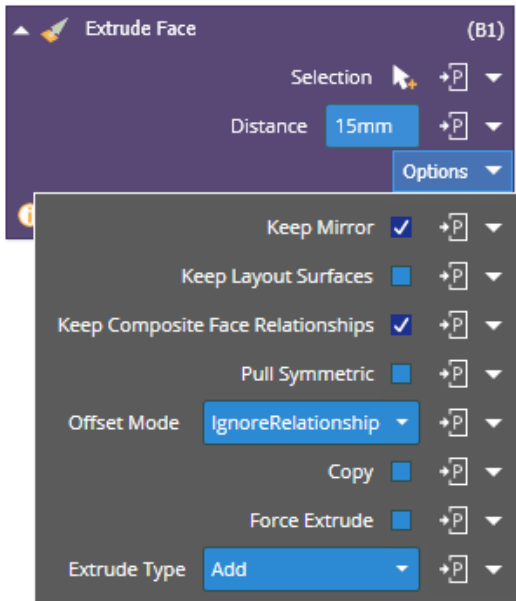 Extrude Face (B1)
Selection P
Distance 15mm P
Options
Keep Mirror P
Keep Layout Surfaces P
Keep Composite Face Relationships P
Pull Symmetric P
Offset Mode IgnoreRelationship P
Copy P
Force Extrude P
Extrude Type Add P